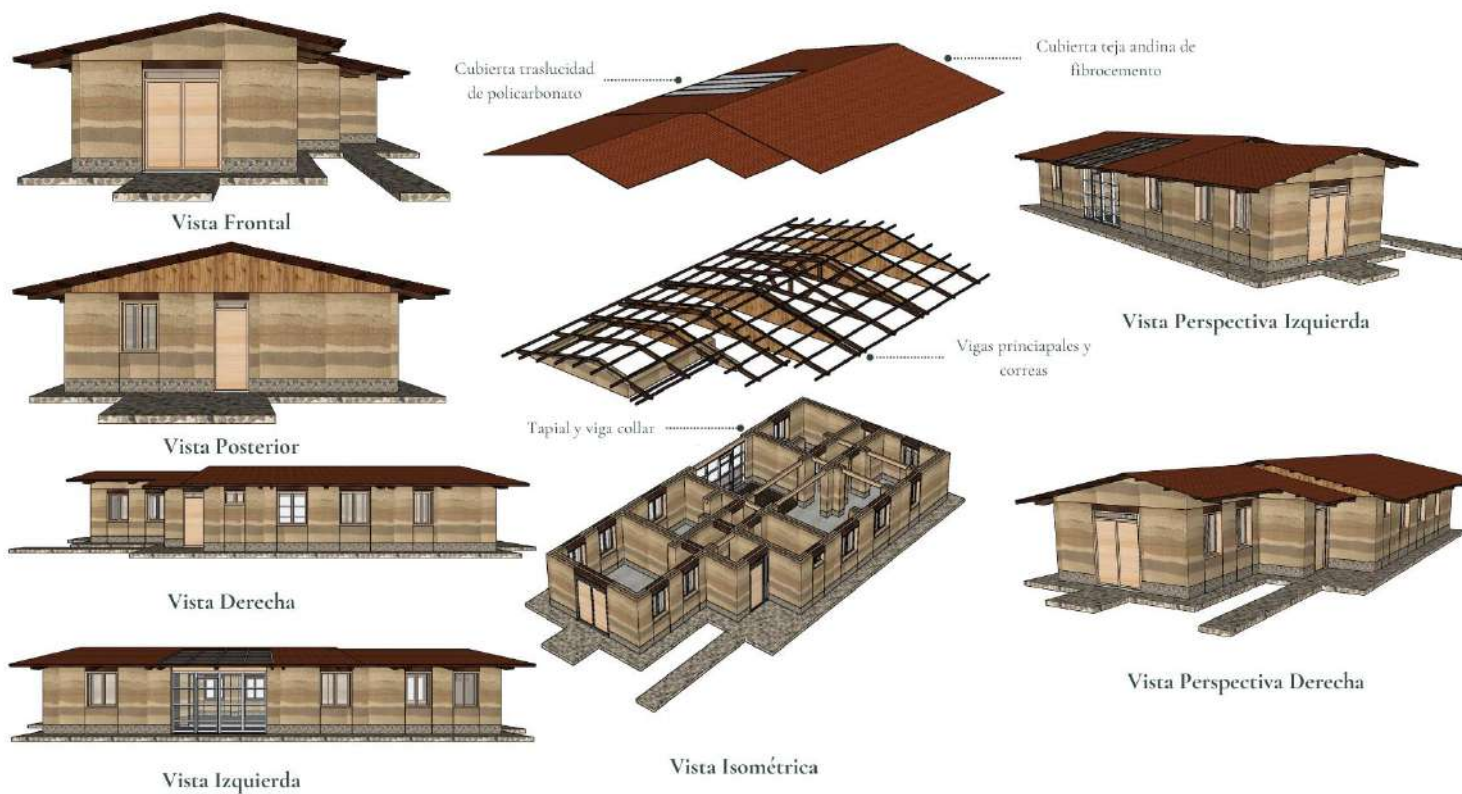 Vista Frontal
Vista Posterior
Vista Derecha
Vista Izquierda
Cubierta traslucidad
de policarbonato
Cubierta teja andina de
fibrocemento
Vigas princiapales y
correas
Tapial y viga collar
Vista Isométrica
Vista Perspectiva Izquierda
Vista Perspectiva Derecha